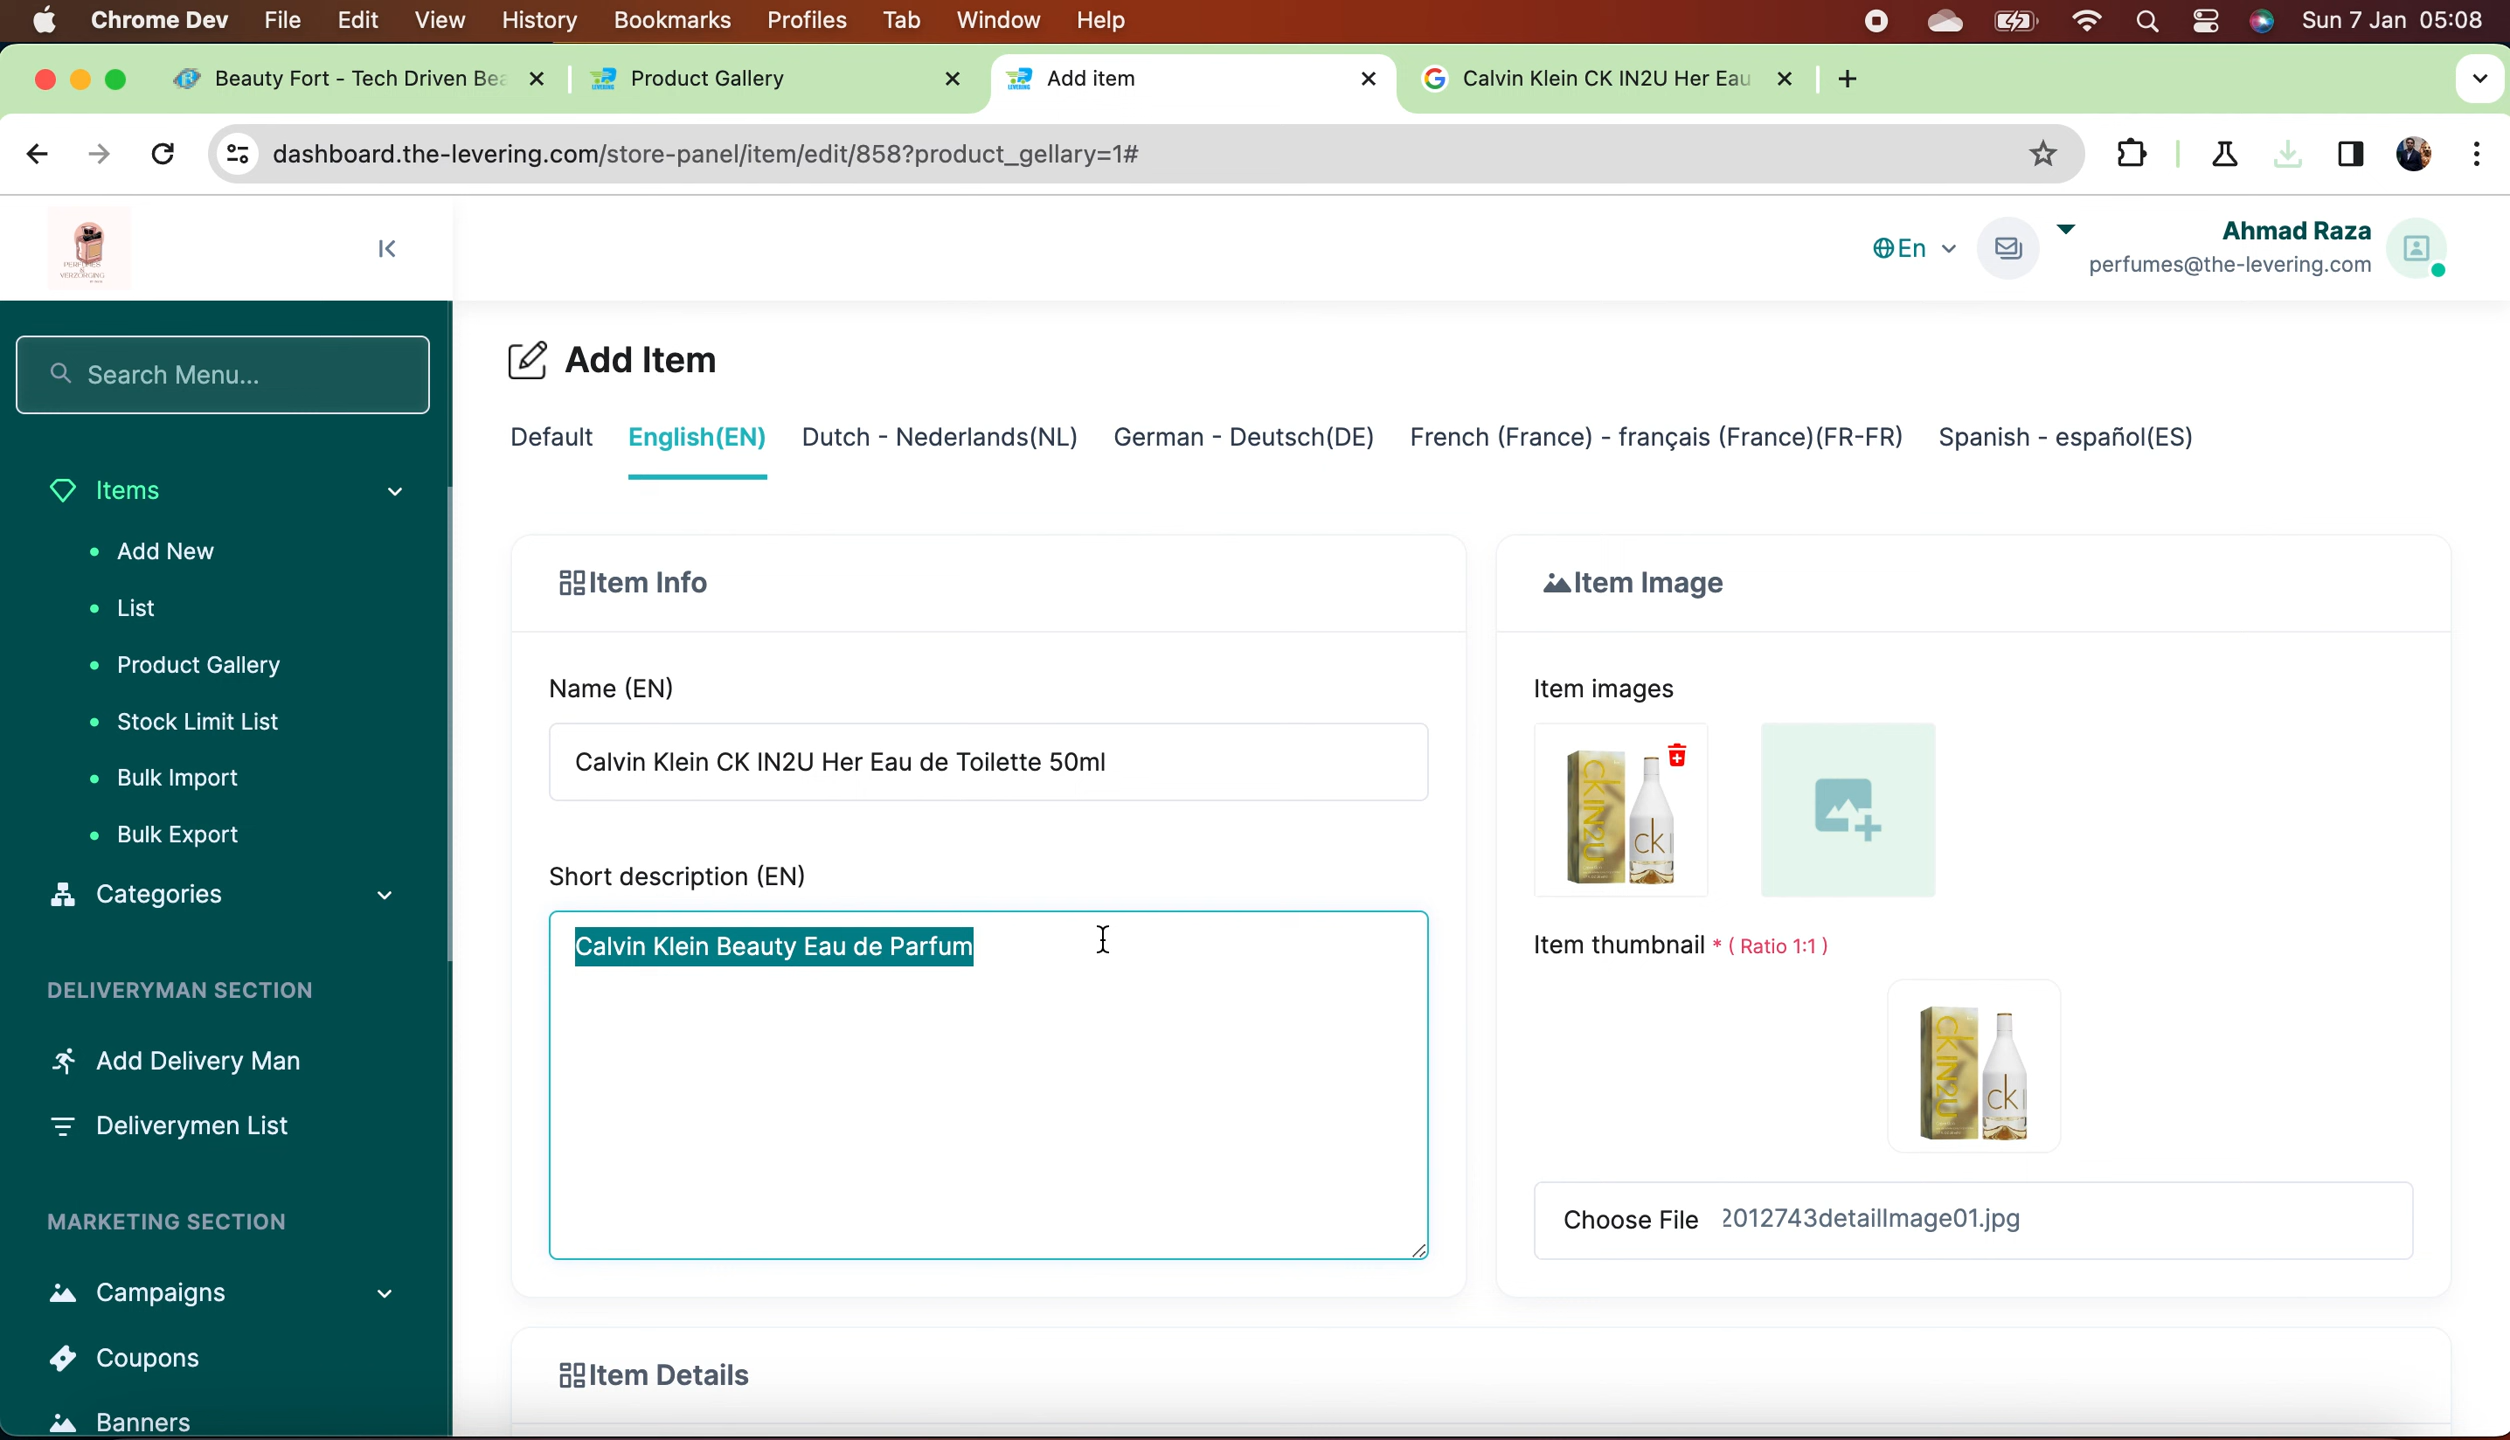 Chrome Dev File Edit View History Bookmarks Profiles Tab Window Help Sun 7 Jan 05:08
Beauty Fort - Tech Driven Bea Product Gallery Add item Calvin Klein CK IN2U Her Eau
dashboard.the-levering.com/store-panel/item/edit/858?product_gellary=1#
En
Ahmad Raza
perfumes@the-levering.com
Search Menu...
Items
Add New
List
Product Gallery
Stock Limit List
Bulk Import
Bulk Export
Categories
DELIVERYMAN SECTION
Add Delivery Man
Deliverymen List
MARKETING SECTION
Campaigns
Coupons
Banners
Add Item
Default English(EN) Dutch - Nederlands(NL) German - Deutsch(DE) French (France) - français (France)(FR-FR) Spanish - español(ES)
Item Info
Name (EN)
Calvin Klein CK IN2U Her Eau de Toilette 50ml
Short description (EN)
Calvin Klein Beauty Eau de Parfum
Item Image
Item images
CK IN2U
ck
Item thumbnail * ( Ratio 1:1 )
CK IN2U
ck
Choose File 2012743detailImage01.jpg
Item Details